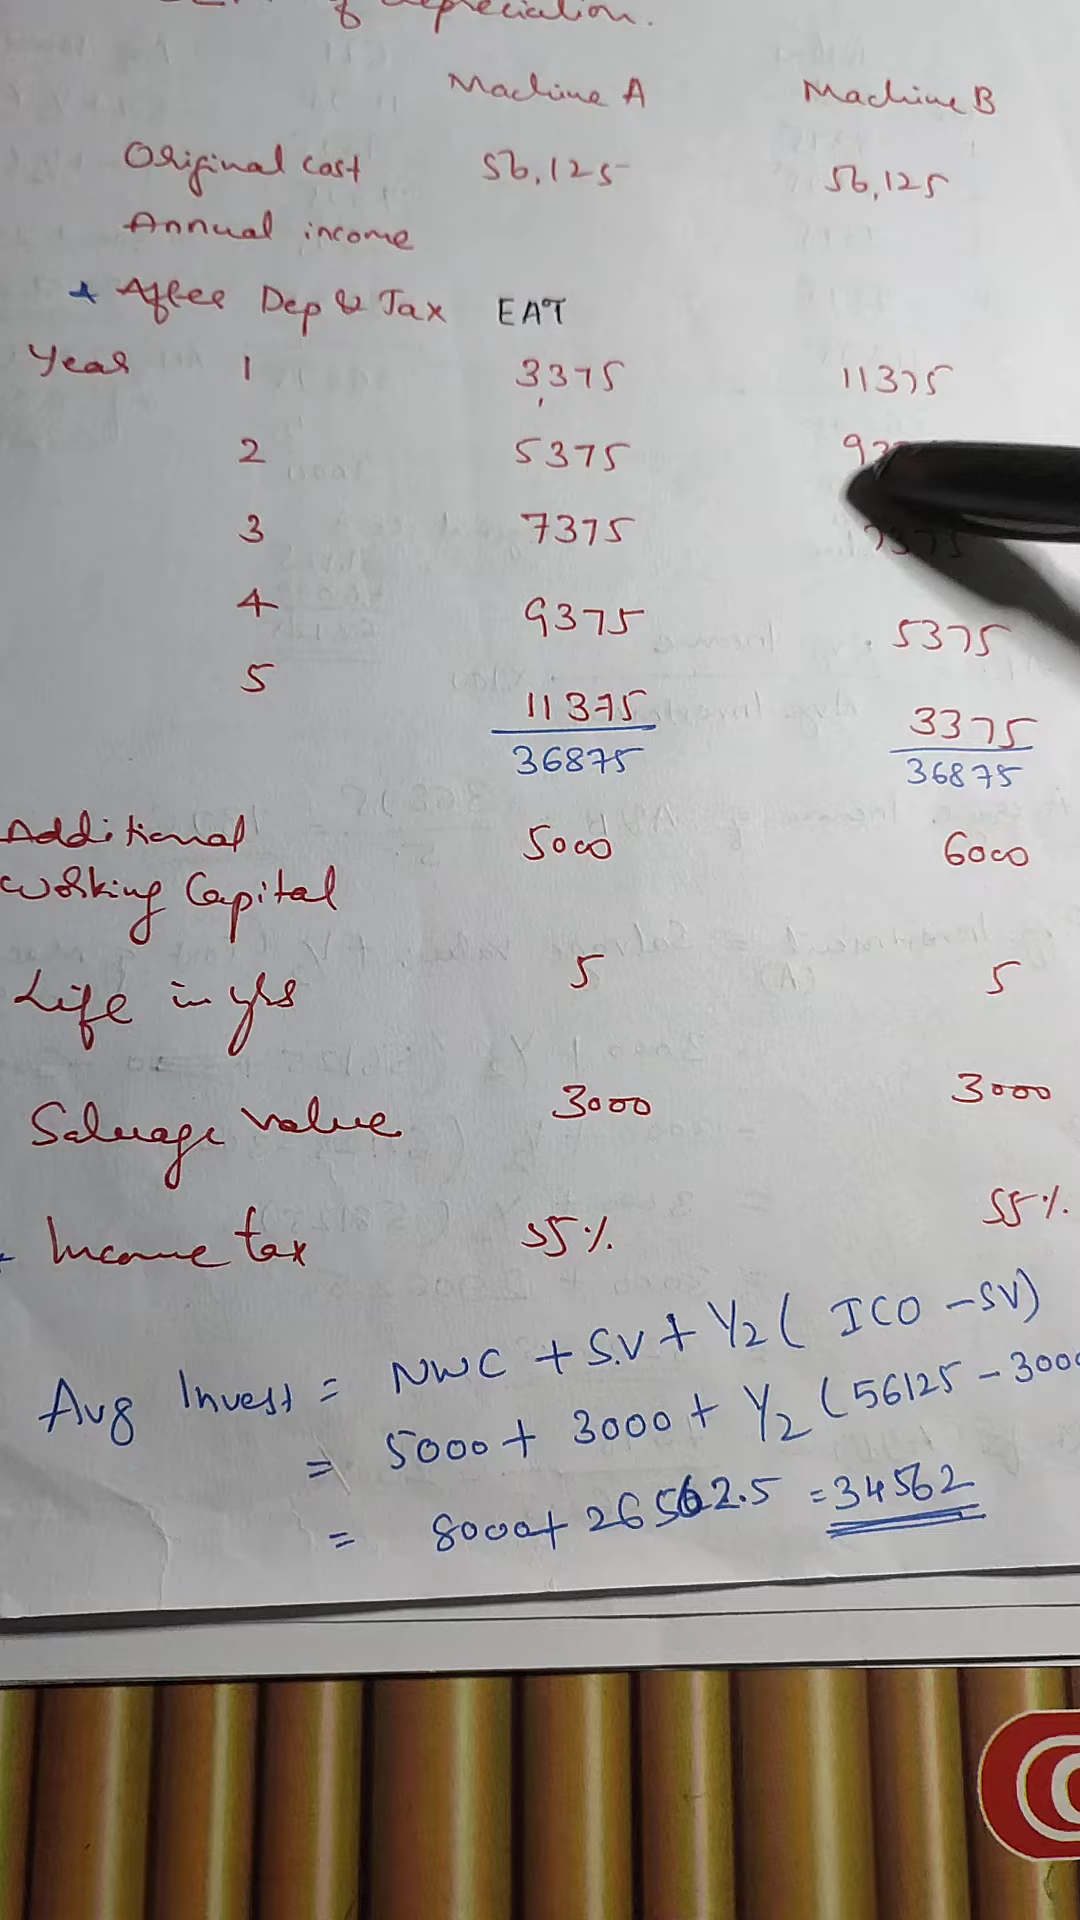 of depreciation.
Machine A Machine B
Original cost 56,125 56,125
Annual income
* After Dep & Tax EAT
Year 1 3375 11375
2 5375
3 7375 7375
4 9375 5375
5 11375 3375
36875 36875
Additional 5000 6000
Working Capital
Life in yrs 5 5
Salvage value 3000 3000
Income tax 55% 55%
Avg Invest = NWC + S.V + 1/2 ( ICO - SV)
= 5000 + 3000 + 1/2 (56125 - 3000
= 8000 + 26562.5 = 34562